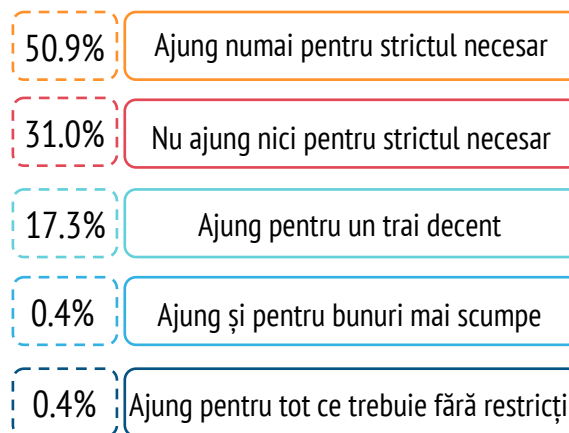 50.9% Ajung numai pentru strictul necesar
31.0% Nu ajung nici pentru strictul necesar
17.3% Ajung pentru un trai decent
0.4% Ajung și pentru bunuri mai scumpe
0.4% Ajung pentru tot ce trebuie fără restricți